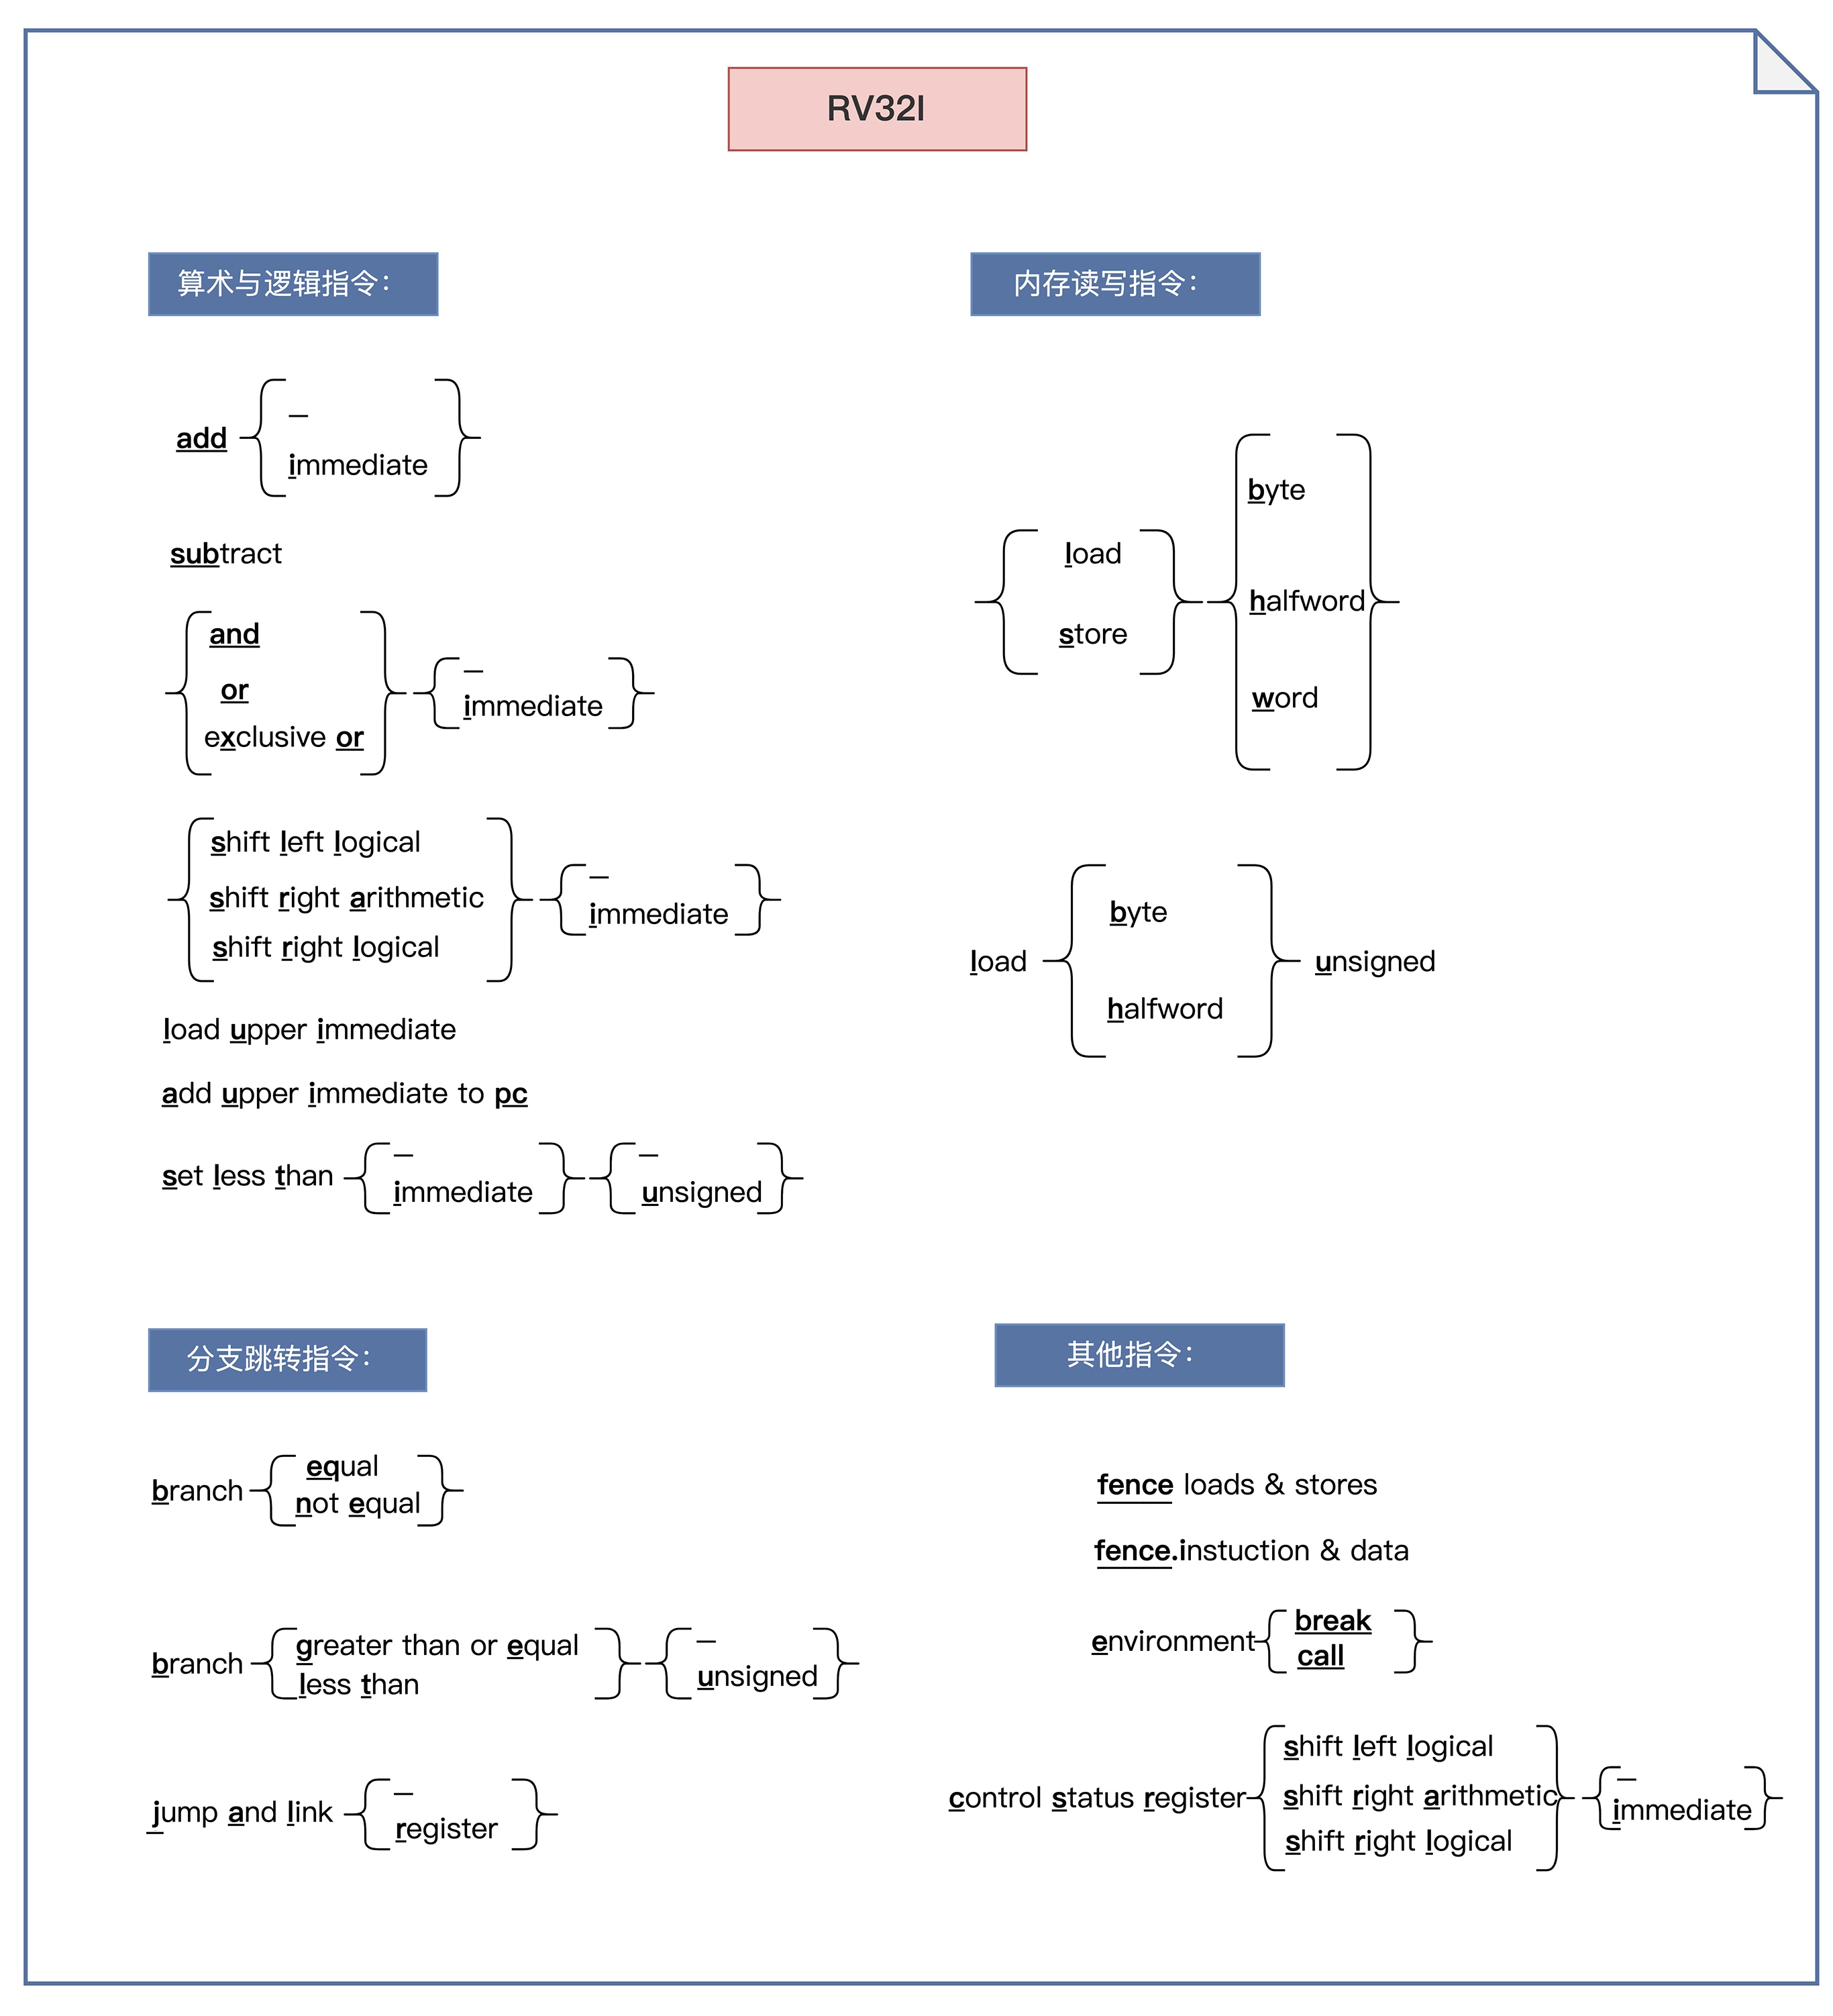 RV32I
算术与逻辑指令：
add
_
immediate
subtract
and
or
exclusive or
_
immediate
shift left logical
shift right arithmetic
shift right logical
_
immediate
load upper immediate
add upper immediate to pc
set less than
_
immediate
_
unsigned
内存读写指令：
load
store
byte
halfword
word
load
byte
halfword
unsigned
分支跳转指令：
branch
equal
not equal
branch
greater than or equal
less than
_
unsigned
jump and link
_
register
其他指令：
fence loads & stores
fence.instuction & data
environment
break
call
control status register
shift left logical
shift right arithmetic
shift right logical
_
immediate